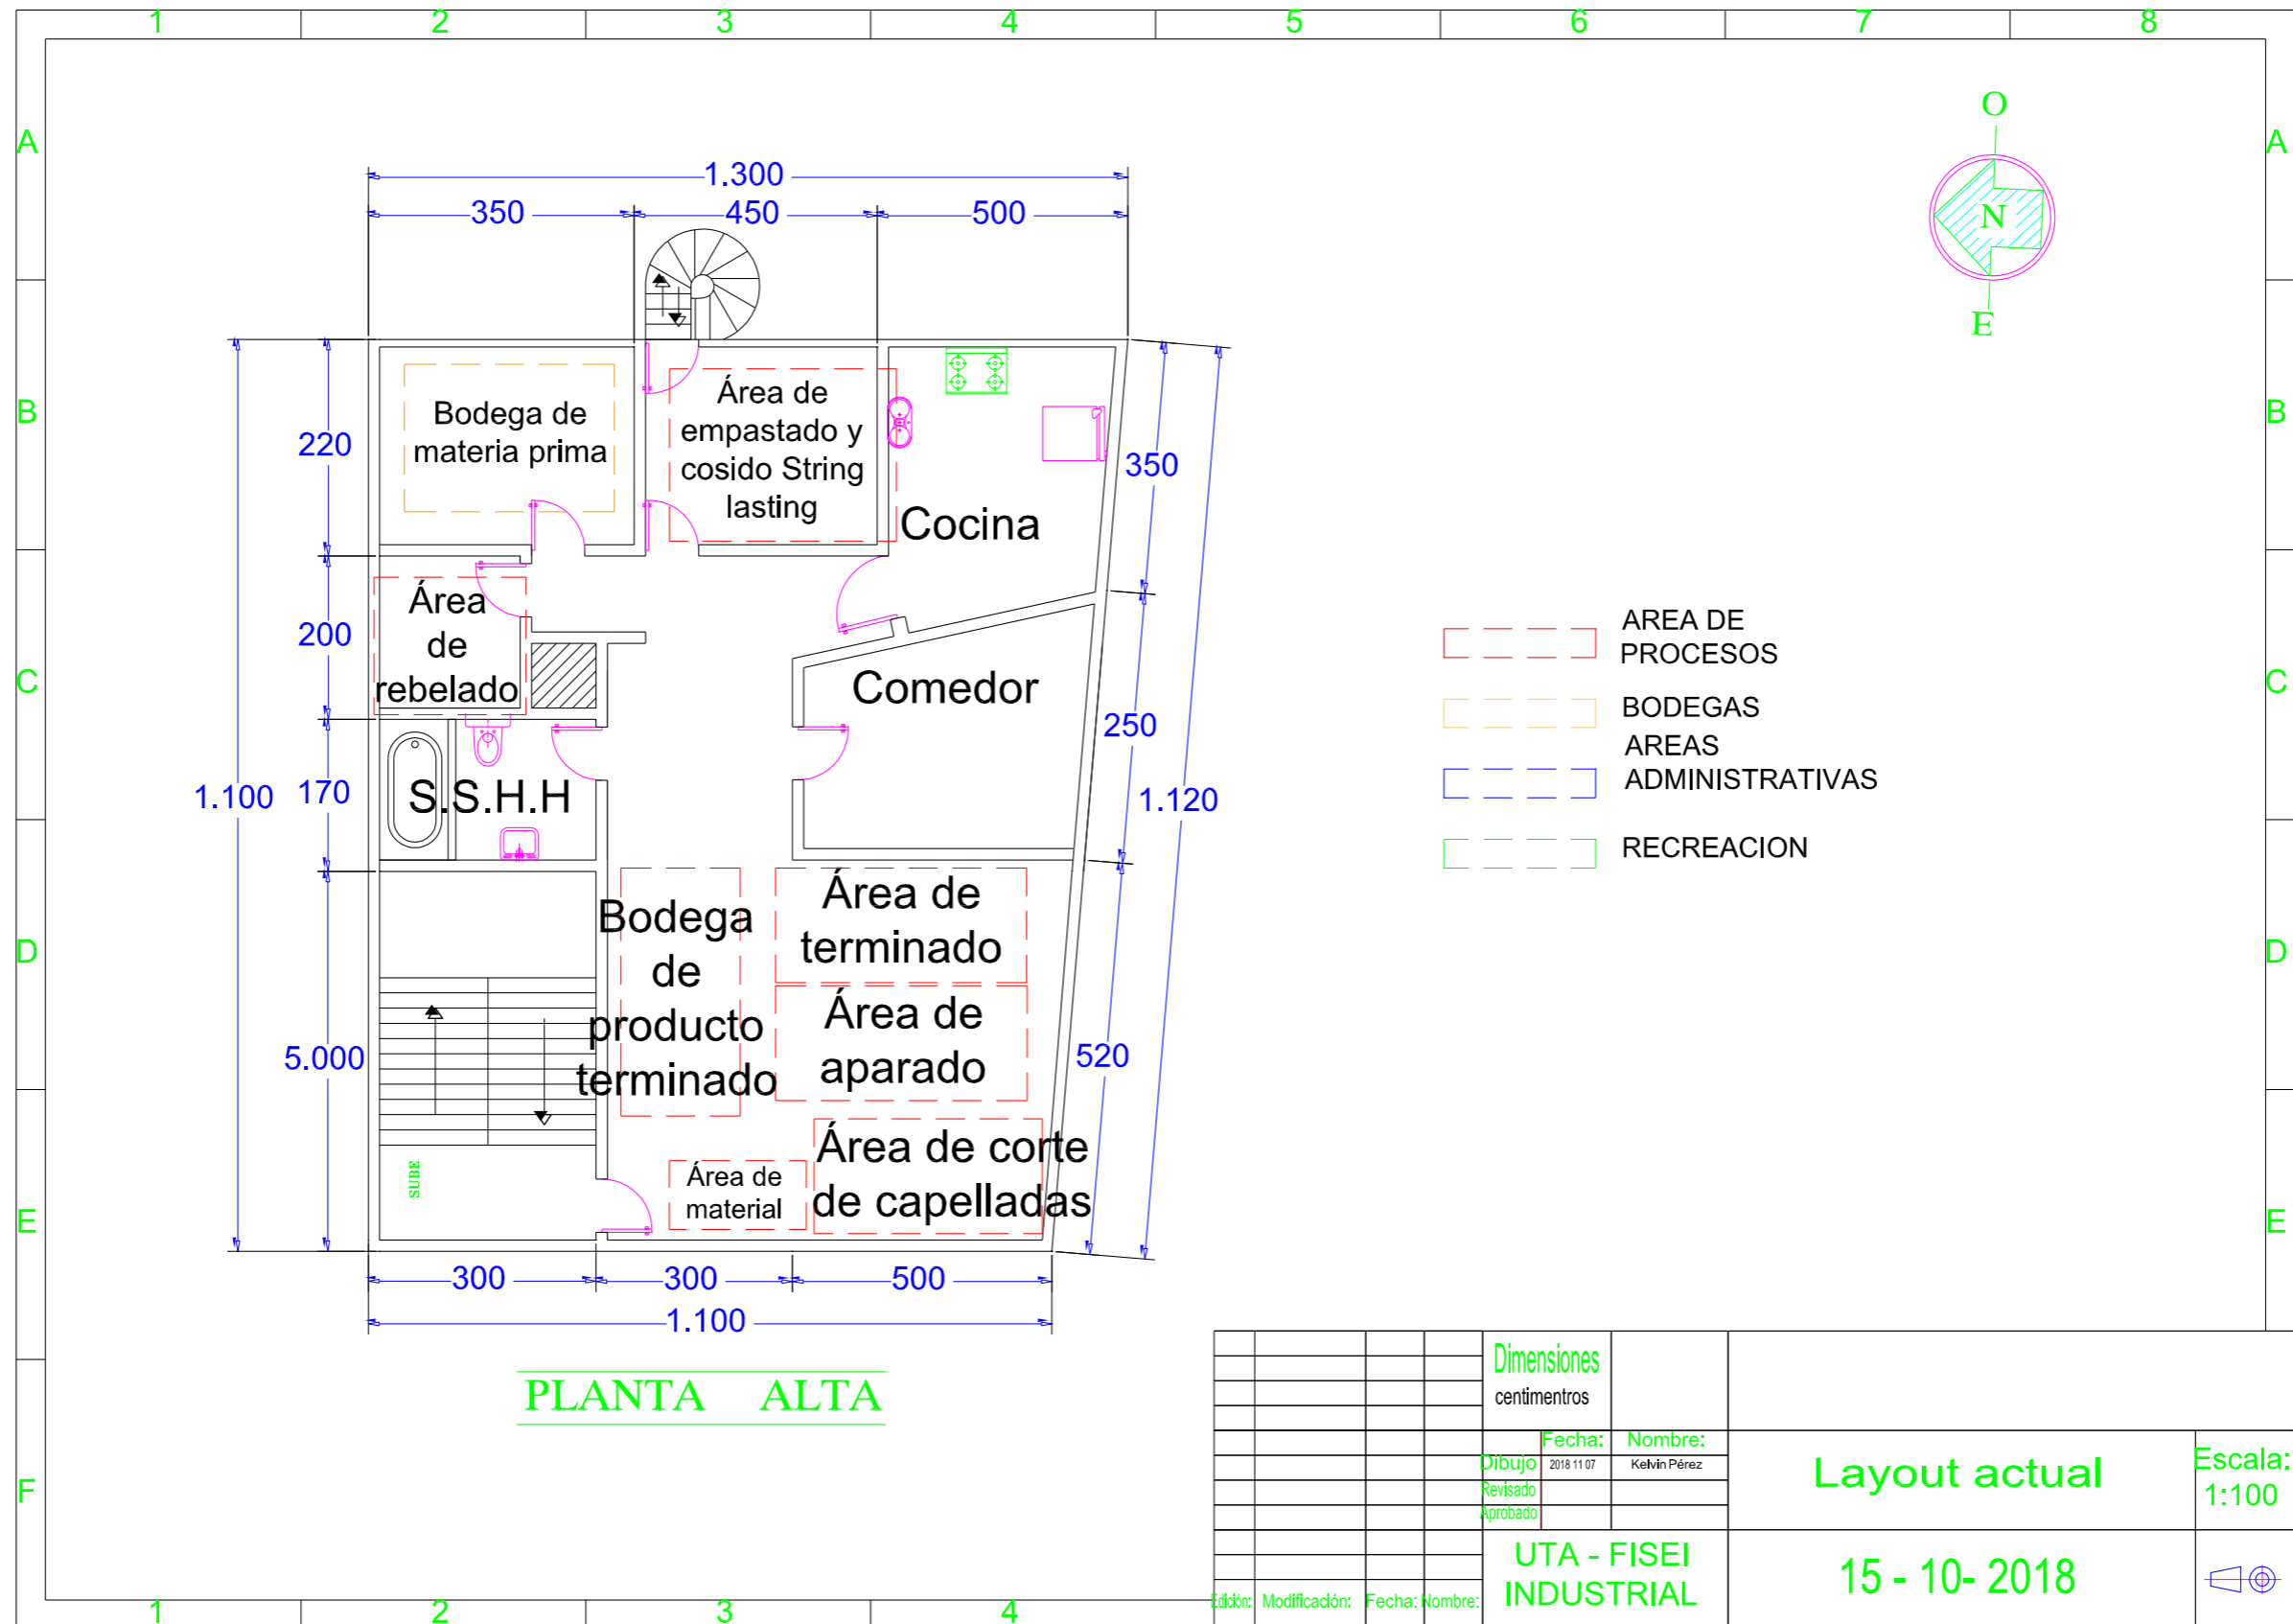 1 2 3 4 5 6 7 8
A A
O
N
E
1.300
350 450 500
B B
Bodega de
materia prima
Área de
empastado y
cosido String
lasting
Cocina
220
350
C C
Área
de
rebelado
200
Comedor
250
1.100
170
S.S.H.H
1.120
AREA DE
PROCESOS
BODEGAS
AREAS
ADMINISTRATIVAS
RECREACION
D D
Bodega
de
producto
terminado
Área de
terminado
Área de
aparado
5.000
520
E E
SUBE
Área de
material
Área de corte
de capelladas
300 300 500
1.100
PLANTA ALTA
F
Dimensiones
centimentros
Fecha: Nombre:
Dibujo 2018 11 07 Kelvin Pérez
Revisado
Aprobado
Layout actual
Escala:
1:100
UTA - FISEI
INDUSTRIAL
15 - 10- 2018
Edición: Modificación: Fecha: Nombre:
1 2 3 4